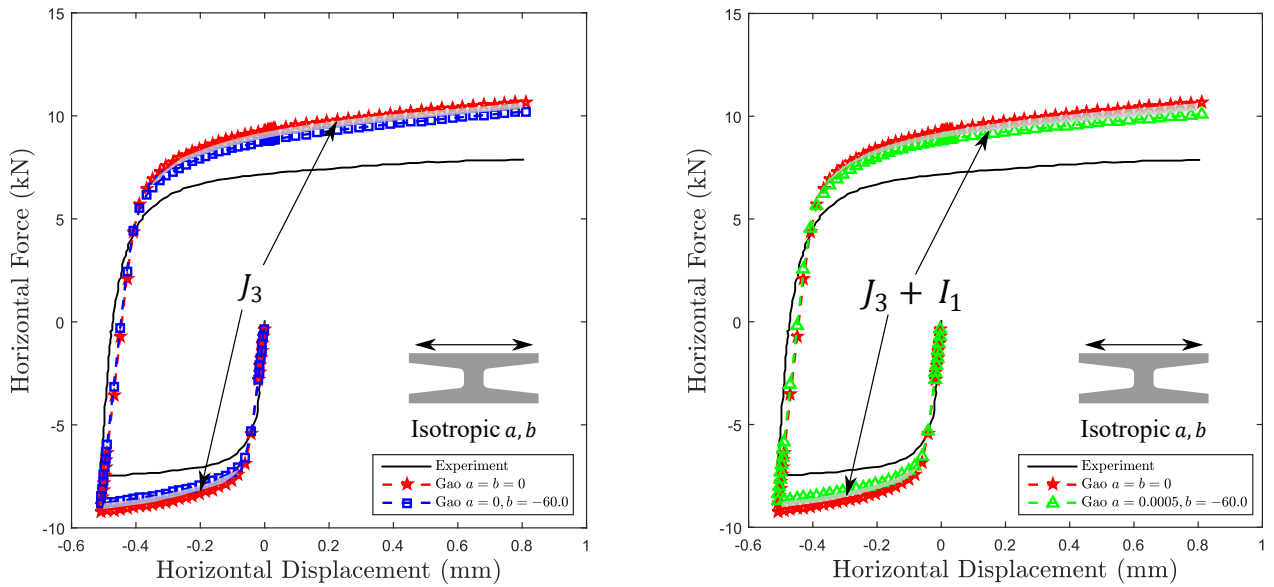 15
10
5
0
-5
-10
-0.6
-0.4
-0.2
0
0.2
0.4
0.6
0.8
1
Horizontal Force (kN)
Horizontal Displacement (mm)
J3
Isotropic a, b
Experiment
Gao a = b = 0
Gao a = 0, b = −60.0
15
10
5
0
-5
-10
-0.6
-0.4
-0.2
0
0.2
0.4
0.6
0.8
1
Horizontal Force (kN)
Horizontal Displacement (mm)
J3 + I1
Isotropic a, b
Experiment
Gao a = b = 0
Gao a = 0.0005, b = −60.0